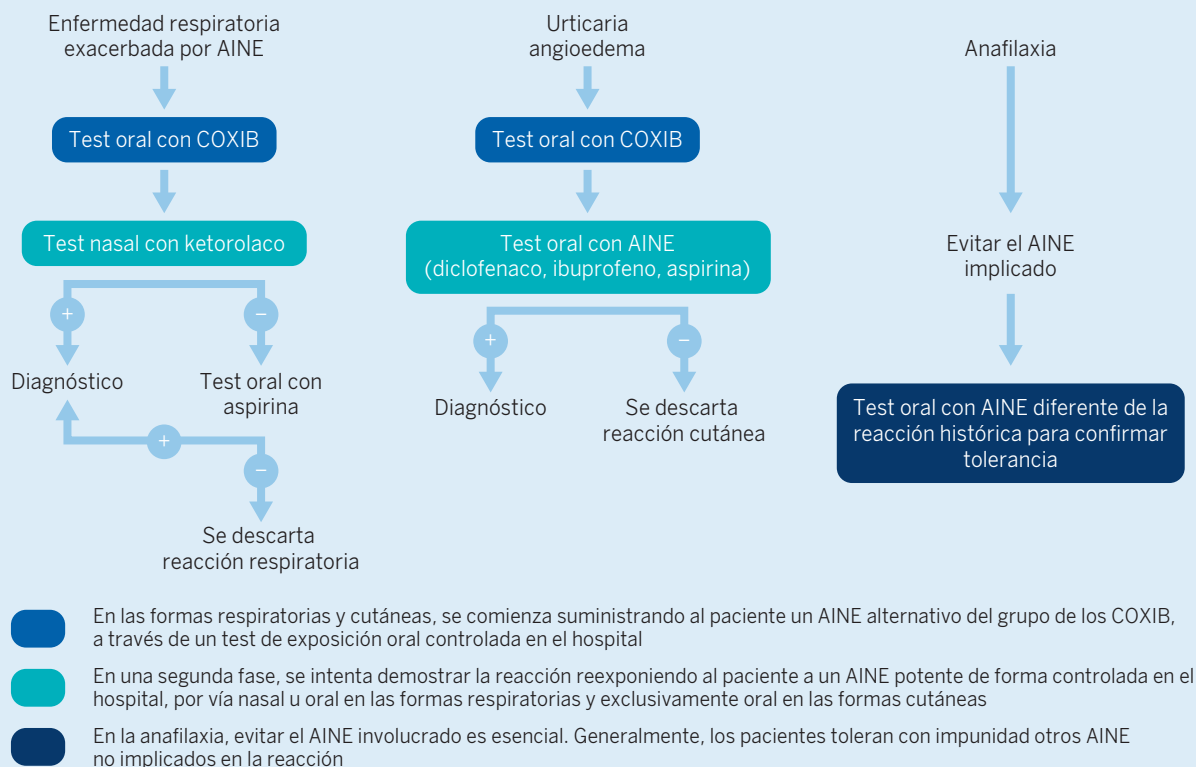 Enfermedad respiratoria
exacerbada por AINE
Test oral con COXIB
Test nasal con ketorolaco
+
−
Diagnóstico
Test oral con
aspirina
+
−
Se descarta
reacción respiratoria
Urticaria
angioedema
Test oral con COXIB
Test oral con AINE
(diclofenaco, ibuprofeno, aspirina)
+
−
Diagnóstico
Se descarta
reacción cutánea
Anafilaxia
Evitar el AINE
implicado
Test oral con AINE diferente de la
reacción histórica para confirmar
tolerancia
En las formas respiratorias y cutáneas, se comienza suministrando al paciente un AINE alternativo del grupo de los COXIB,
a través de un test de exposición oral controlada en el hospital
En una segunda fase, se intenta demostrar la reacción reexponiendo al paciente a un AINE potente de forma controlada en el
hospital, por vía nasal u oral en las formas respiratorias y exclusivamente oral en las formas cutáneas
En la anafilaxia, evitar el AINE involucrado es esencial. Generalmente, los pacientes toleran con impunidad otros AINE
no implicados en la reacción